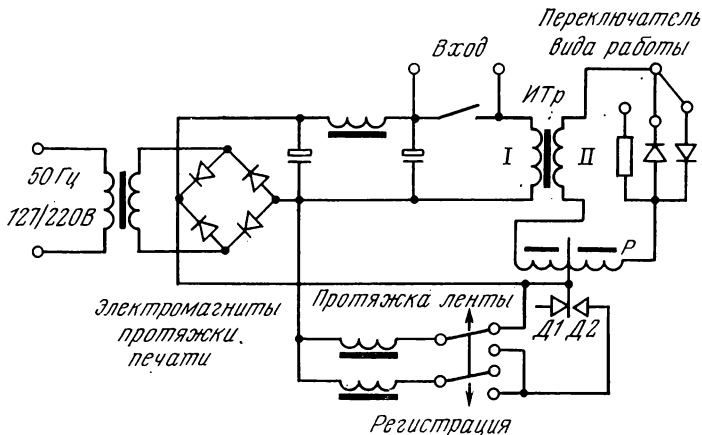 Переключатель
вида работы
Вход
ИТр
I
II
50 Гц
127/220В
Р
Электромагниты
протяжки.
печати
Протяжка ленты
Д1 Д2
Регистрация